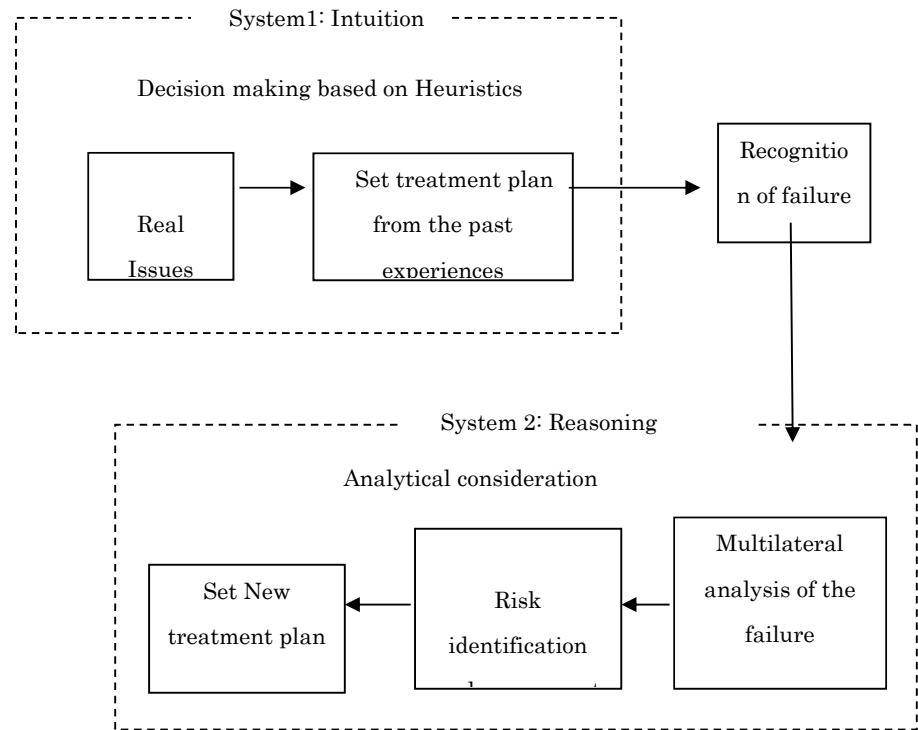 System1: Intuition
Decision making based on Heuristics
Real
Issues
Set treatment plan
from the past
experiences
Recognitio
n of failure
System 2: Reasoning
Analytical consideration
Multilateral
analysis of the
failure
Risk
identification
Set New
treatment plan